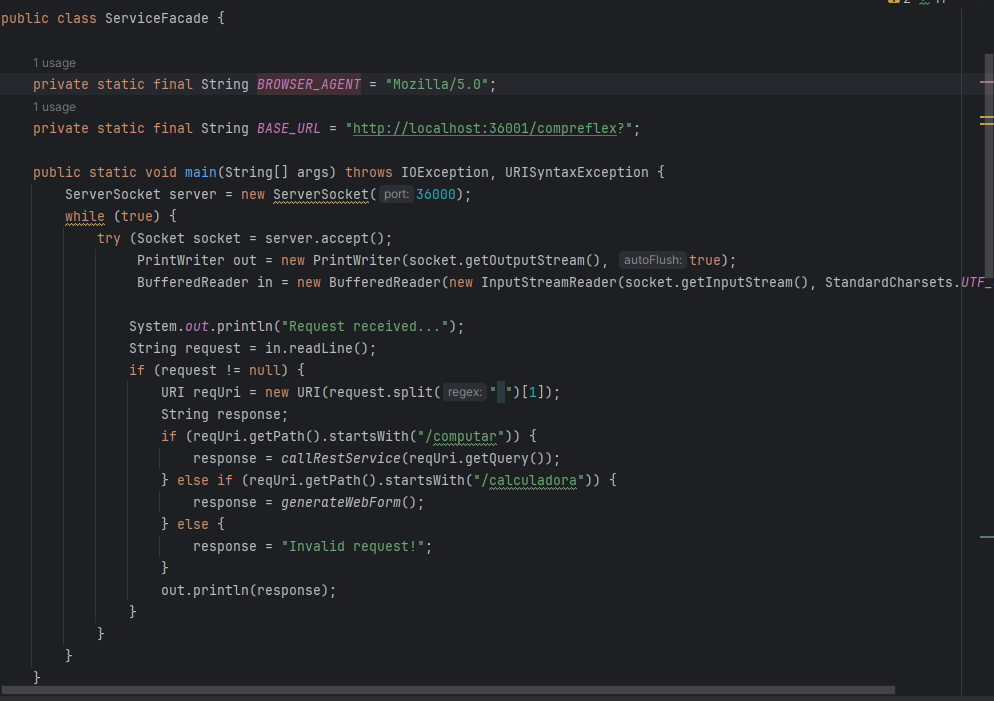 public class ServiceFacade {
1 usage
private static final String BROWSER_AGENT = "Mozilla/5.0";
1 usage
private static final String BASE_URL = "http://localhost:36001/compreflex?";
public static void main(String[] args) throws IOException, URISyntaxException {
ServerSocket server = new ServerSocket( port: 36000);
while (true) {
try (Socket socket = server.accept();
PrintWriter out = new PrintWriter(socket.getOutputStream(), autoFlush: true);
BufferedReader in = new BufferedReader(new InputStreamReader(socket.getInputStream(), StandardCharsets.UTF_
System.out.println("Request received...");
String request = in.readLine();
if (request != null) {
URI reqUri = new URI(request.split( regex: " ")[1]);
String response;
if (reqUri.getPath().startsWith("/computar")) {
response = callRestService(reqUri.getQuery());
} else if (reqUri.getPath().startsWith("/calculadora")) {
response = generateWebForm();
} else {
response = "Invalid request!";
}
out.println(response);
}
}
}
}